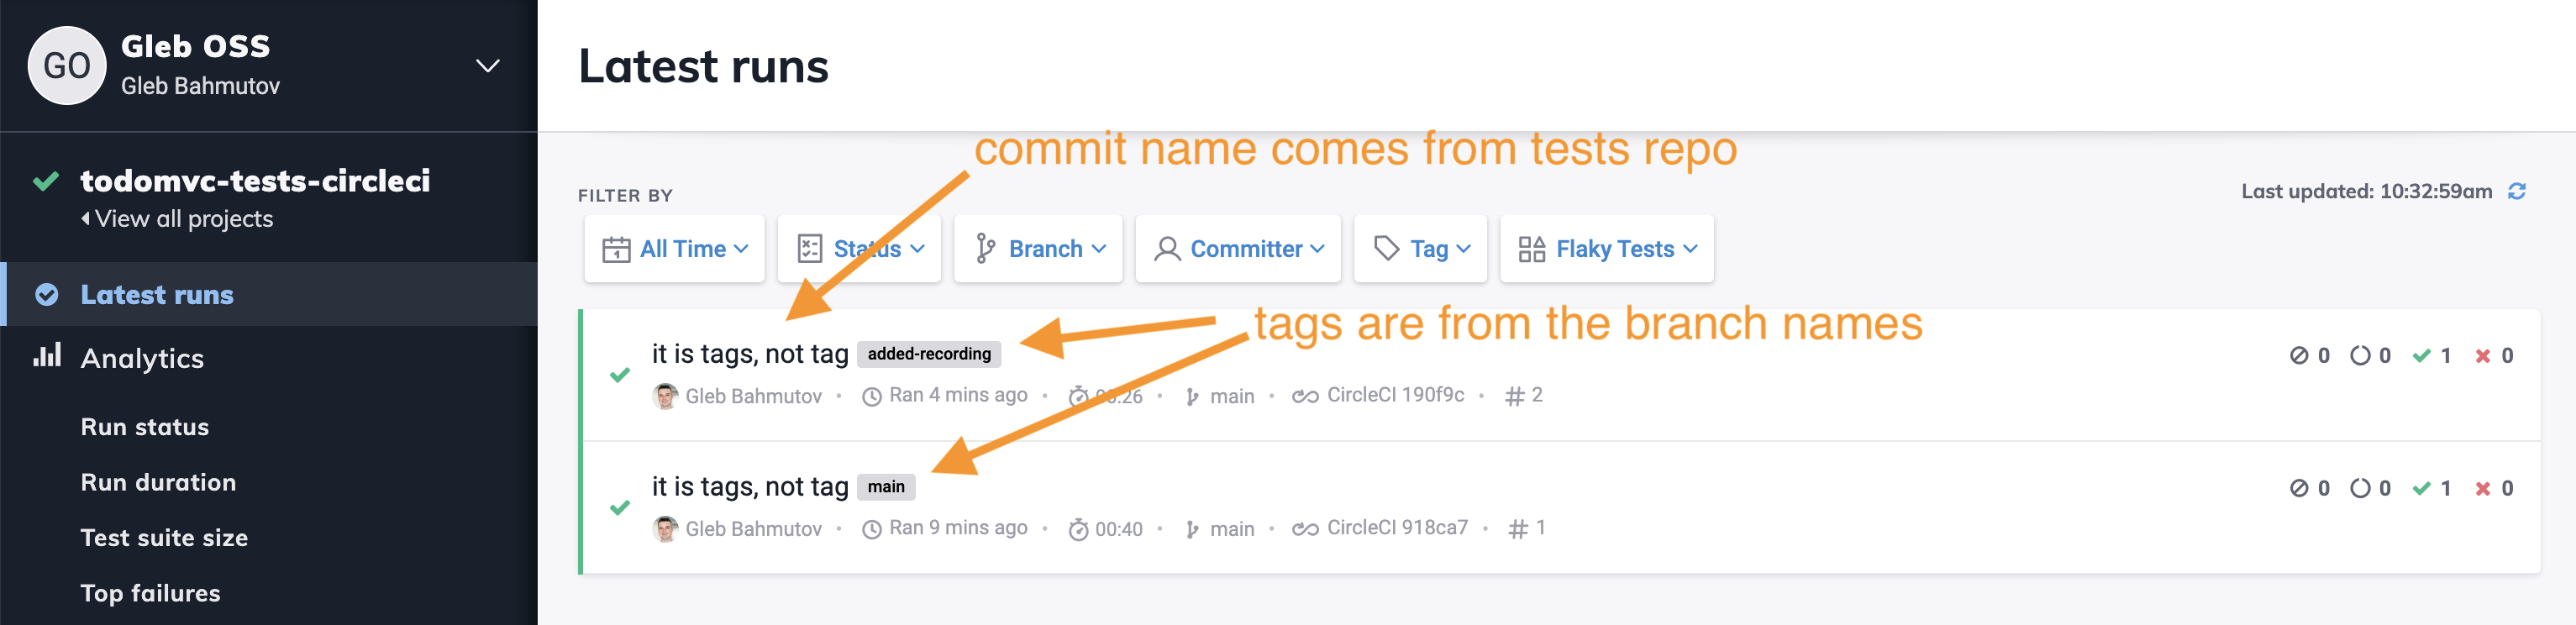 GO
Gleb OSS
Gleb Bahmutov
todomvc-tests-circleci
View all projects
Latest runs
Analytics
Run status
Run duration
Test suite size
Top failures
Latest runs
commit name comes from tests repo
FILTER BY
Last updated: 10:32:59am
All Time
Status
Branch
Committer
Tag
Flaky Tests
tags are from the branch names
it is tags, not tag added-recording
0 0 1 0
Gleb Bahmutov • Ran 4 mins ago • 00:26 • main • CircleCI 190f9c • # 2
it is tags, not tag main
0 0 1 0
Gleb Bahmutov • Ran 9 mins ago • 00:40 • main • CircleCI 918ca7 • # 1